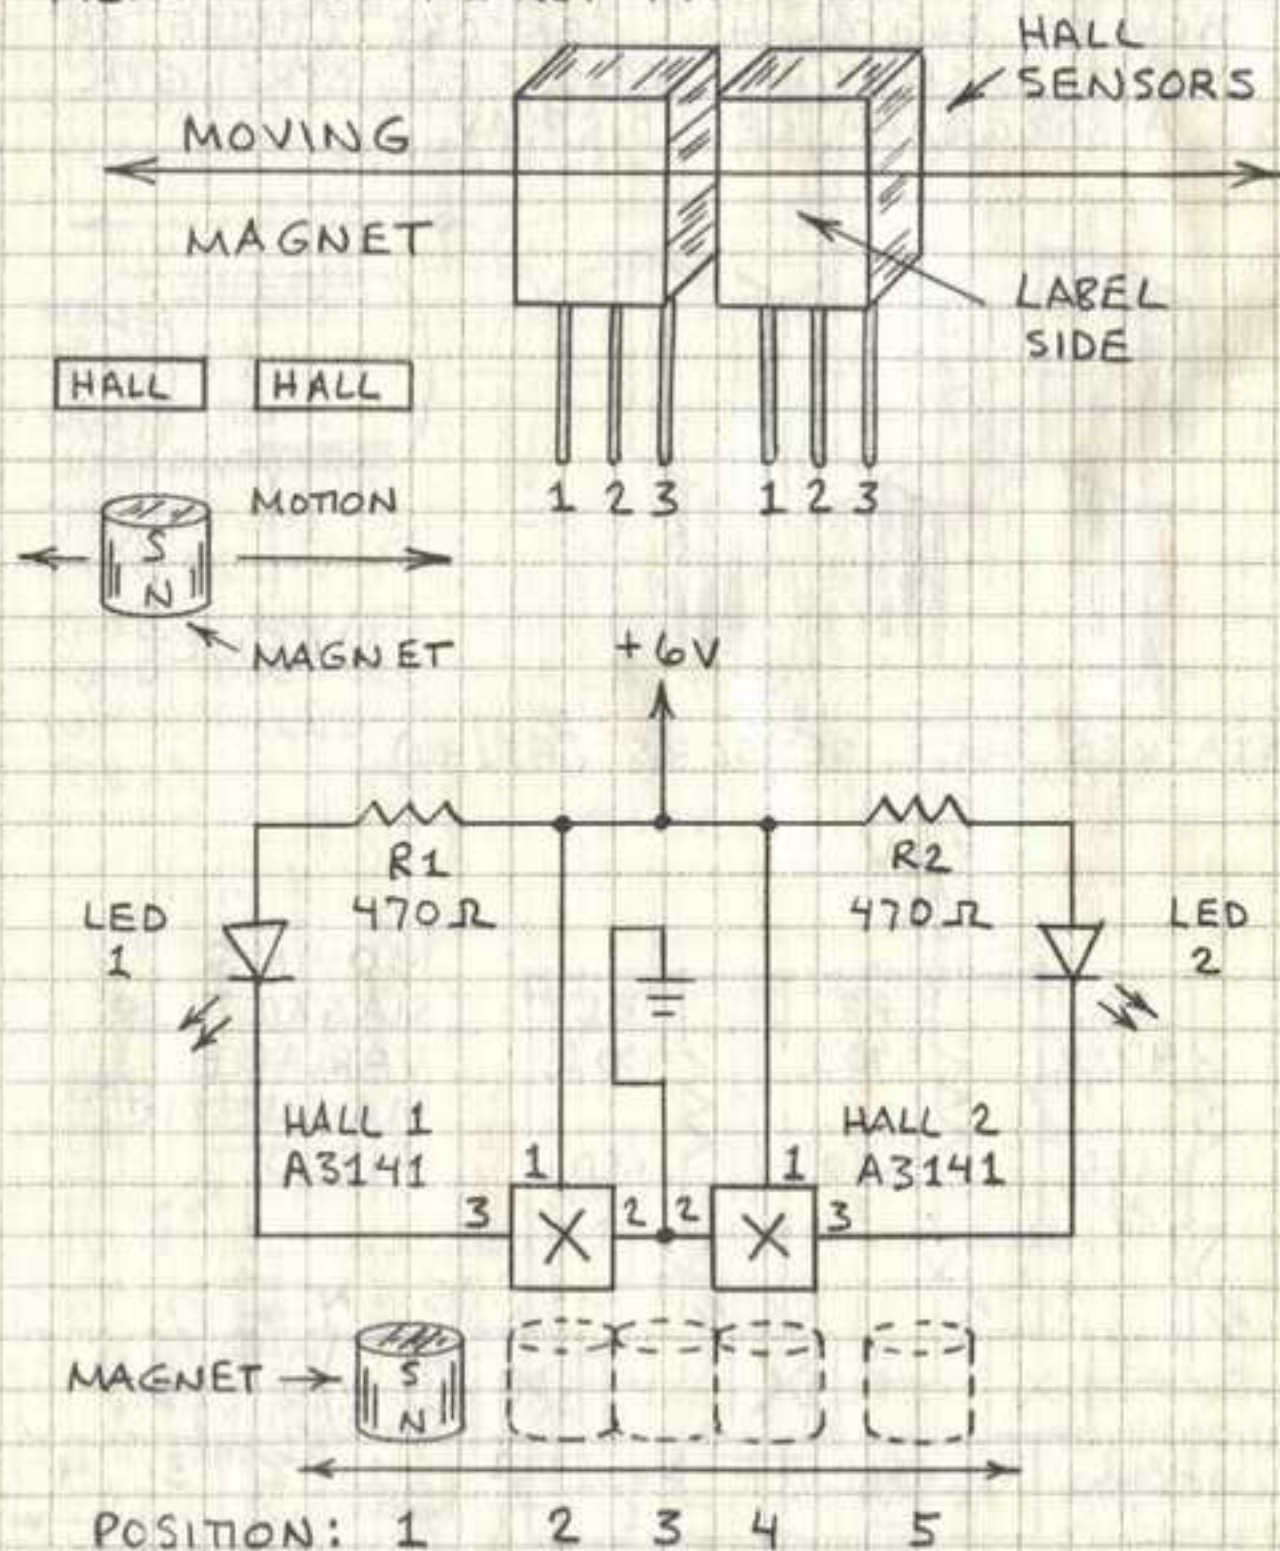 HALL
SENSORS
MOVING
MAGNET
LABEL
SIDE
HALL HALL
1 2 3 1 2 3
MOTION
S
N
MAGNET
+6V
R1
470Ω
R2
470Ω
LED
1
LED
2
HALL 1
A3141
HALL 2
A3141
1 1
3 2 2 3
MAGNET
S
N
POSITION: 1 2 3 4 5